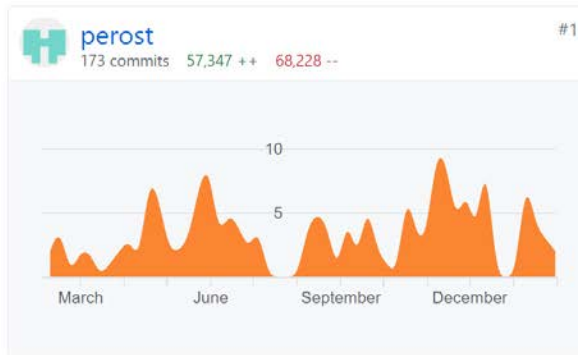 perost
#1
173 commits 57,347 ++ 68,228 --
10
5
March June September December